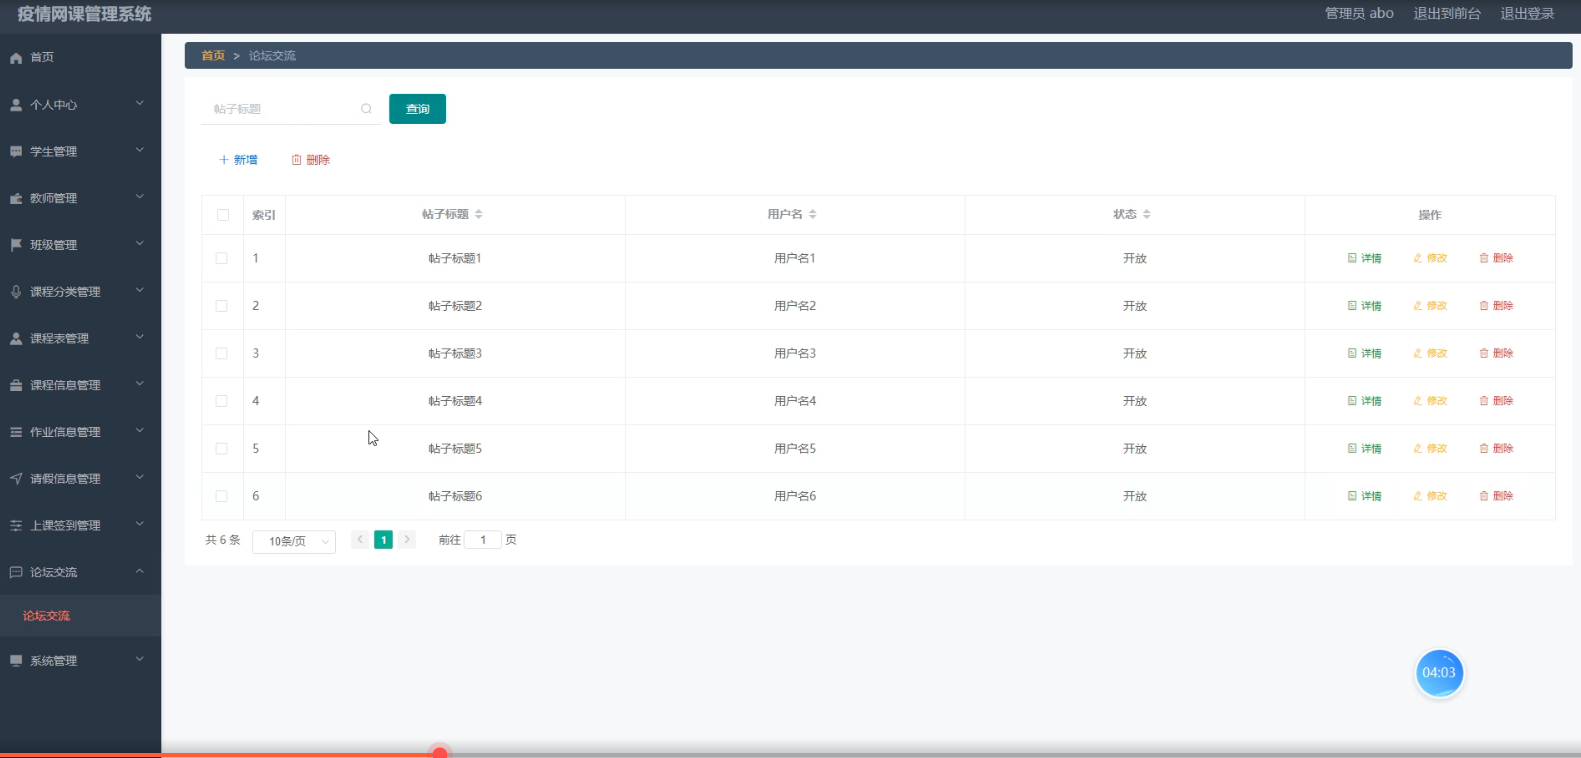 疫情网课管理系统
管理员 abo 退出到前台 退出登录
首页
个人中心
学生管理
教师管理
班级管理
课程分类管理
课程表管理
课程信息管理
作业信息管理
请假信息管理
上课签到管理
论坛交流
论坛交流
系统管理
首页 > 论坛交流
帖子标题 查询
+ 新增 删除
索引 帖子标题 用户名 状态 操作
1 帖子标题1 用户名1 开放 详情 修改 删除
2 帖子标题2 用户名2 开放 详情 修改 删除
3 帖子标题3 用户名3 开放 详情 修改 删除
4 帖子标题4 用户名4 开放 详情 修改 删除
5 帖子标题5 用户名5 开放 详情 修改 删除
6 帖子标题6 用户名6 开放 详情 修改 删除
共 6 条 10条/页 < 1 > 前往 1 页
04:03